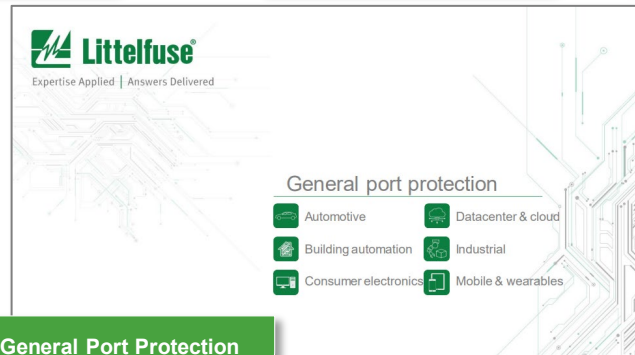 Littelfuse®
Expertise Applied | Answers Delivered
General port protection
Automotive
Datacenter & cloud
Building automation
Industrial
Consumer electronics
Mobile & wearables
General Port Protection